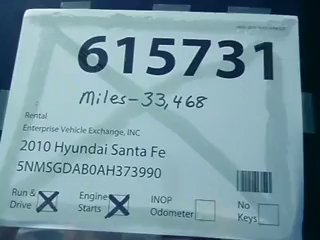 615731
Miles-33,468
Rental
Enterprise Vehicle Exchange, INC
2010 Hyundai Santa Fe
5NMSGDAB0AH373990
Run & Drive
Engine Starts
INOP Odometer
No Keys